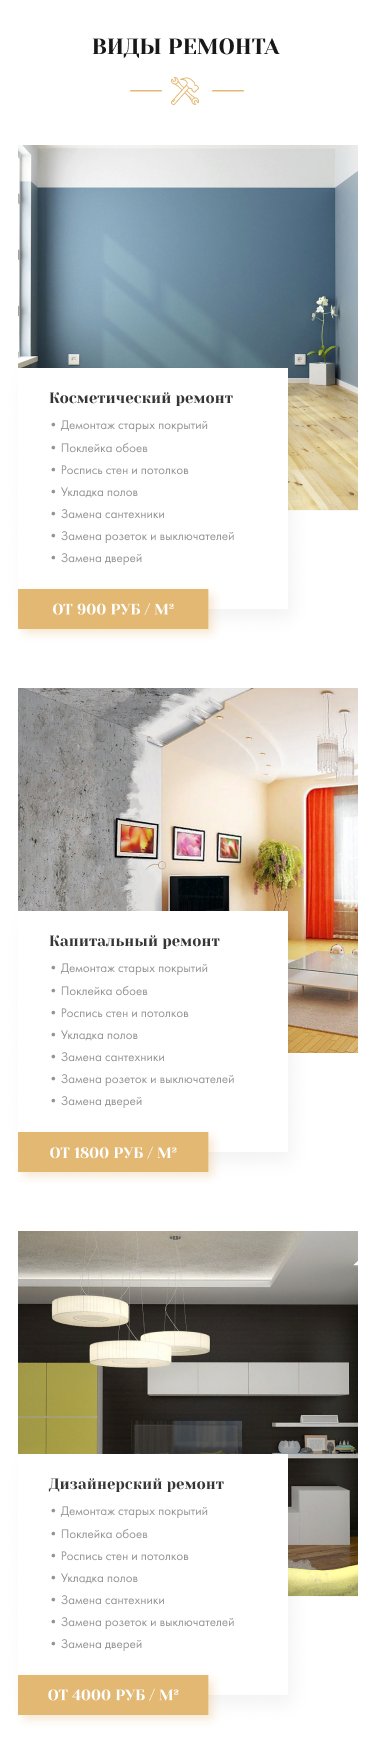 ВИДЫ РЕМОНТА
Косметический ремонт
• Демонтаж старых покрытий
• Поклейка обоев
• Роспись стен и потолков
• Укладка полов
• Замена сантехники
• Замена розеток и выключателей
• Замена дверей
ОТ 900 РУБ / М²
Капитальный ремонт
• Демонтаж старых покрытий
• Поклейка обоев
• Роспись стен и потолков
• Укладка полов
• Замена сантехники
• Замена розеток и выключателей
• Замена дверей
ОТ 1800 РУБ / М²
Дизайнерский ремонт
• Демонтаж старых покрытий
• Поклейка обоев
• Роспись стен и потолков
• Укладка полов
• Замена сантехники
• Замена розеток и выключателей
• Замена дверей
ОТ 4000 РУБ / М²